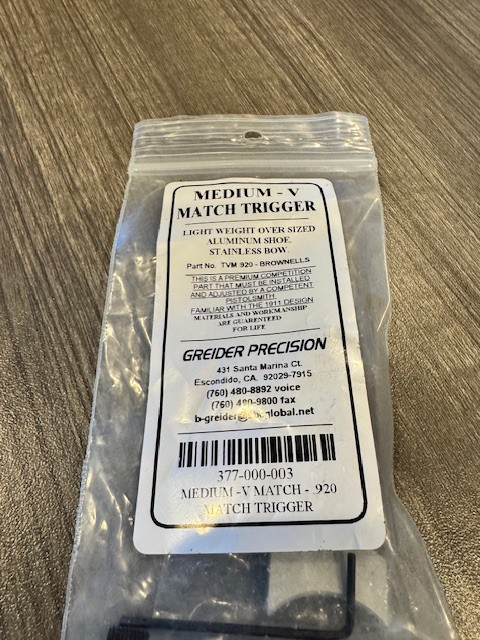 MEDIUM - V
MATCH TRIGGER
LIGHT WEIGHT OVER SIZED
ALUMINUM SHOE.
STAINLESS BOW.
Part No. TVM 920 - BROWNELLS
THIS IS A PREMIUM COMPETITION
PART THAT MUST BE INSTALLED
AND ADJUSTED BY A COMPETENT
PISTOLSMITH
FAMILIAR WITH THE 1911 DESIGN
MATERIALS AND WORKMANSHIP
ARE GUARENTEED
FOR LIFE
GREIDER PRECISION
431 Santa Marina Ct.
Escondido, CA. 92029-7915
(760) 480-8892 voice
(760) 480-9800 fax
b-greider@sbcglobal.net
377-000-003
MEDIUM -V MATCH - .920
MATCH TRIGGER